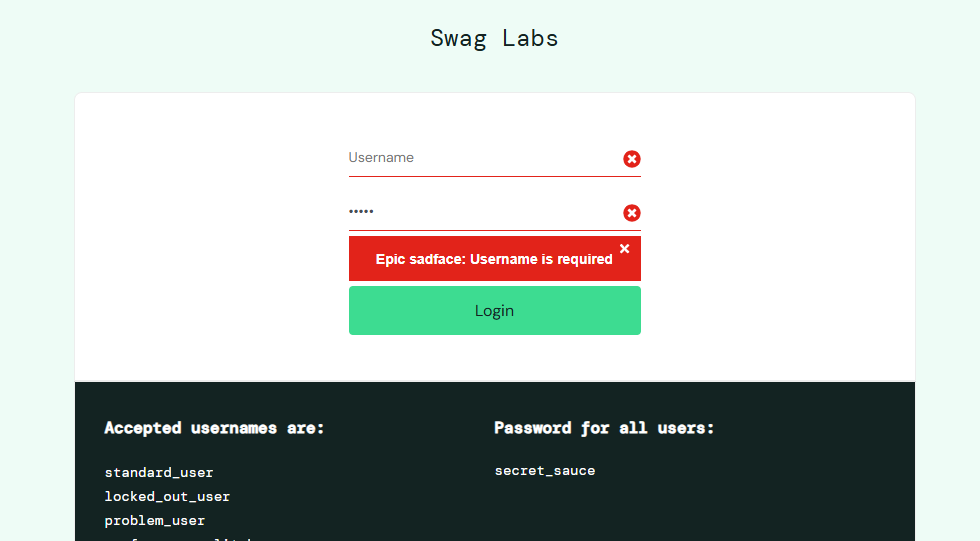 Swag Labs
Username
•••••
Epic sadface: Username is required
Login
Accepted usernames are:
standard_user
locked_out_user
problem_user
Password for all users:
secret_sauce